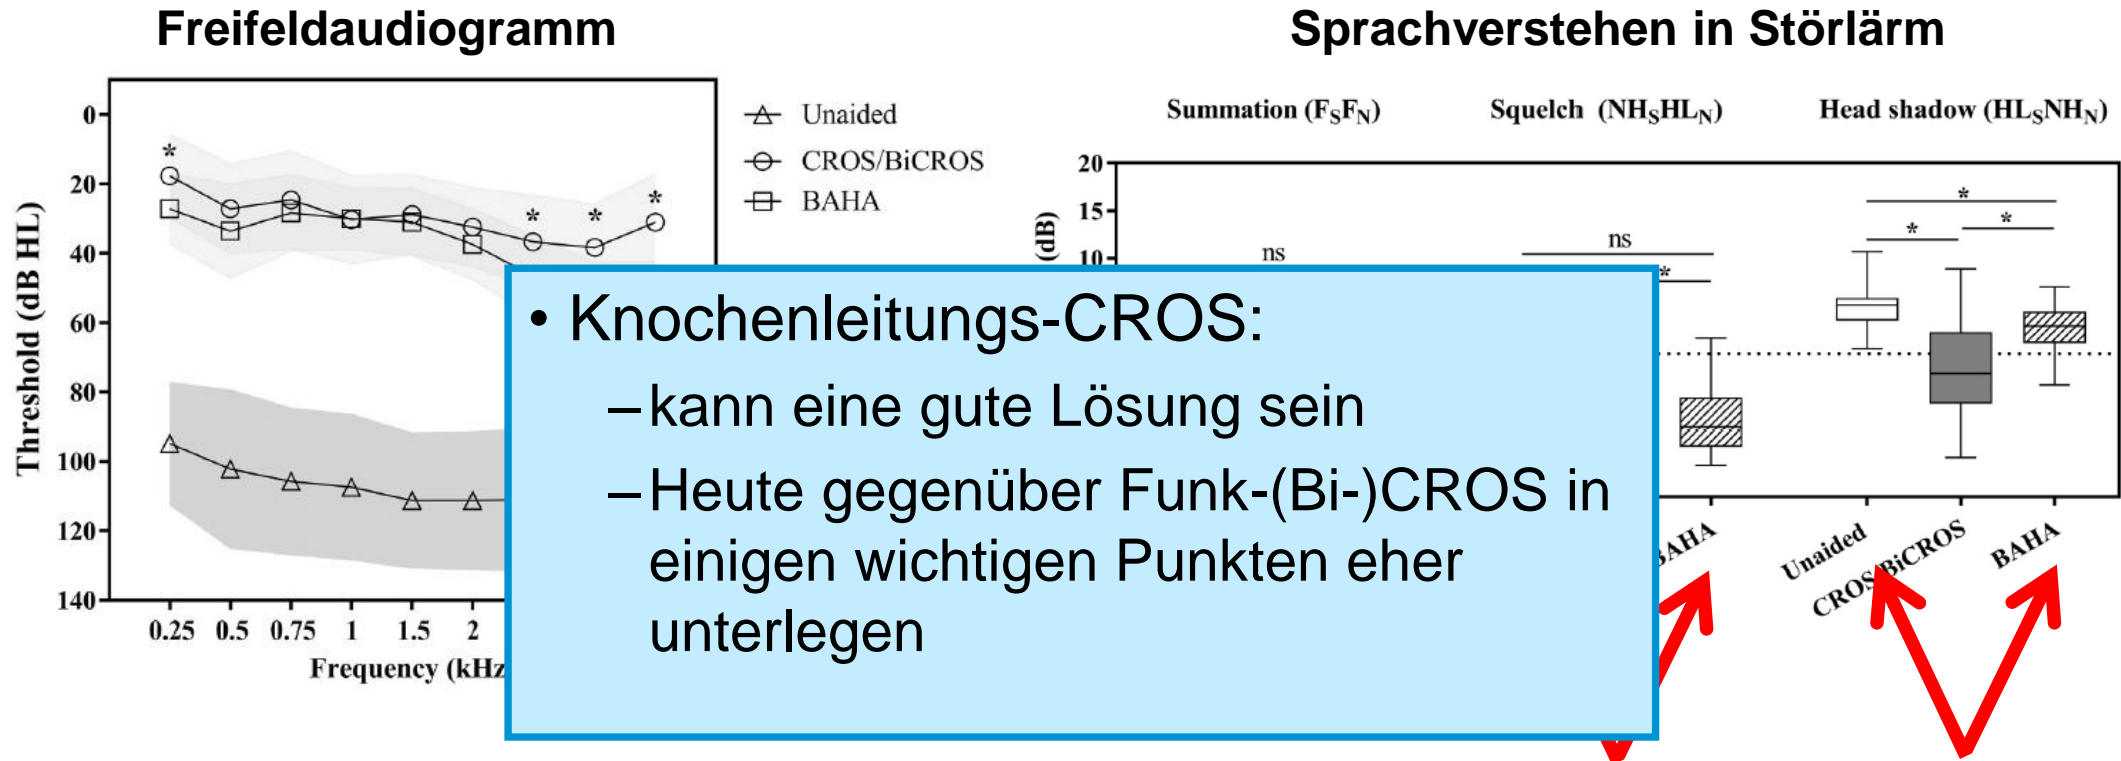 Freifeldaudiogramm
0
20
40
60
80
100
120
140
Threshold (dB HL)
*
*
*
*
0.25 0.5 0.75 1 1.5 2
Frequency (kHz
Unaided
CROS/BiCROS
BAHA
Sprachverstehen in Störlärm
Summation (FSFN)
Squelch (NHSHLN)
Head shadow (HLSNHN)
20
15
10
(dB)
ns
ns
*
*
*
*
BAHA
Unaided
CROS/BiCROS
BAHA
• Knochenleitungs-CROS:
–kann eine gute Lösung sein
–Heute gegenüber Funk-(Bi-)CROS in
einigen wichtigen Punkten eher
unterlegen